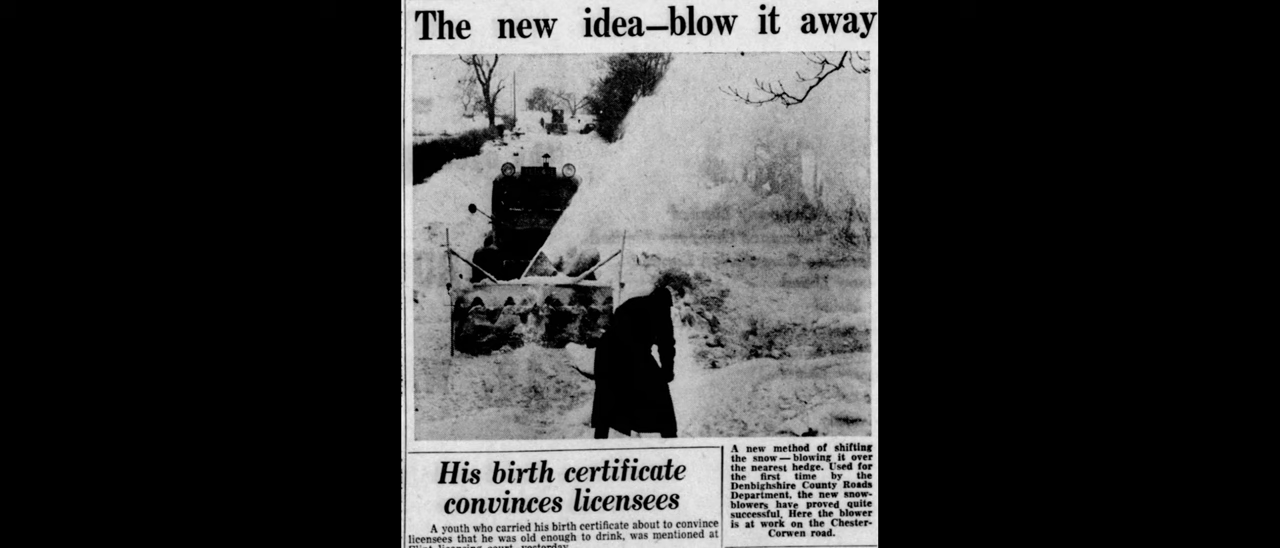 The new idea—blow it away
His birth certificate
convinces licensees
A youth who carried his birth certificate about to convince
licensees that he was old enough to drink, was mentioned at
licensing court, yesterday
A new method of shifting
the snow — blowing it over
the nearest hedge. Used for
the first time by the
Denbighshire County Roads
Department, the new snow-
blowers have proved quite
successful. Here the blower
is at work on the Chester-
Corwen road.